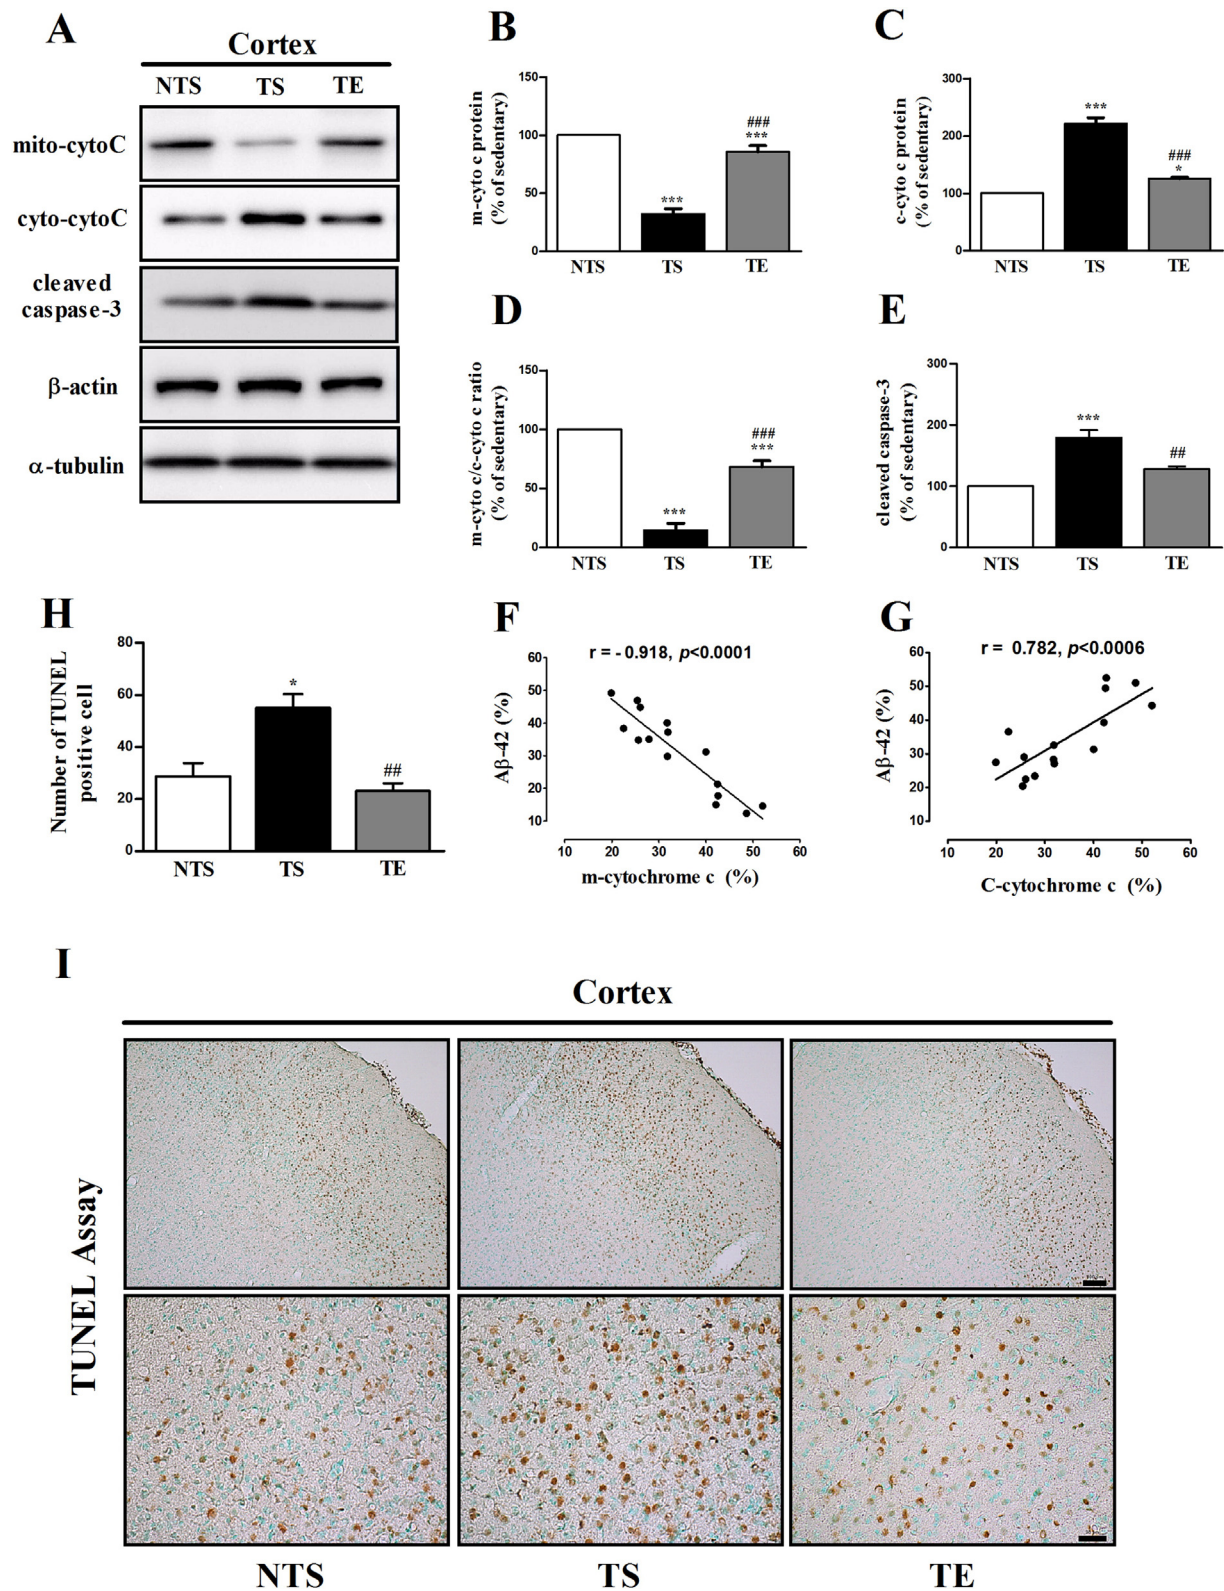 A
Cortex
NTS TS TE
mito-cytoC
cyto-cytoC
cleaved
caspase-3
β-actin
α-tubulin
B
m-cyto c protein
(% of sedentary)
150
100
50
0
***
###
***
NTS TS TE
C
c-cyto c protein
(% of sedentary)
300
200
100
0
***
###
*
NTS TS TE
D
m-cyto c/c-cyto c ratio
(% of sedentary)
150
100
50
0
***
###
***
NTS TS TE
E
cleaved caspase-3
(% of sedentary)
300
200
100
0
***
##
NTS TS TE
H
Number of TUNEL
positive cell
80
60
40
20
0
*
##
NTS TS TE
F
r = - 0.918, p<0.0001
Aβ-42 (%)
60
50
40
30
20
10
10 20 30 40 50 60
m-cytochrome c (%)
G
r = 0.782, p<0.0006
Aβ-42 (%)
60
50
40
30
20
10
10 20 30 40 50 60
C-cytochrome c (%)
I
Cortex
TUNEL Assay
NTS TS TE